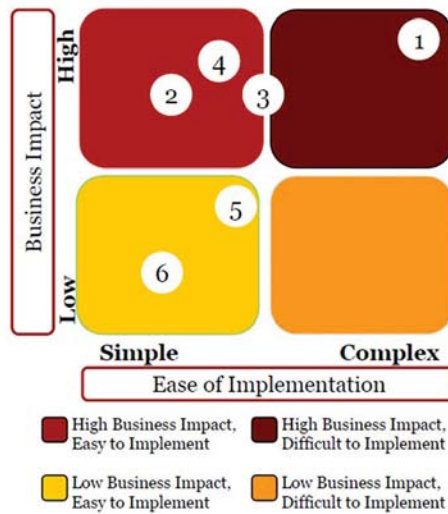 High
1
4
2
3
Business Impact
5
6
Low
Simple
Complex
Ease of Implementation
High Business Impact,
Easy to Implement
High Business Impact,
Difficult to Implement
Low Business Impact,
Easy to Implement
Low Business Impact,
Difficult to Implement